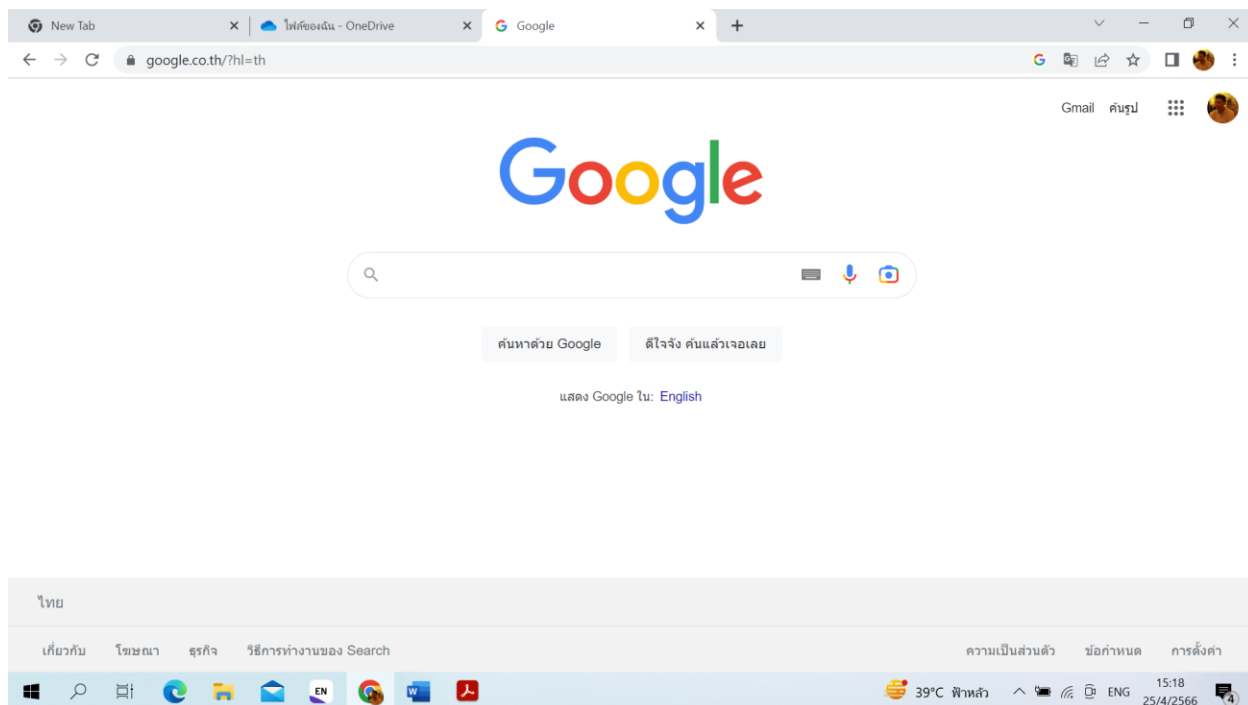 New Tab ไฟล์ของฉัน - OneDrive Google
google.co.th/?hl=th
Gmail ค้นรูป
Google
ค้นหาด้วย Google ดีใจจัง ค้นแล้วเจอเลย
แสดง Google ใน: English
ไทย
เกี่ยวกับ โฆษณา ธุรกิจ วิธีการทำงานของ Search ความเป็นส่วนตัว ข้อกำหนด การตั้งค่า
EN W 39°C ฟ้าหลัว ENG 15:18
25/4/2566 4